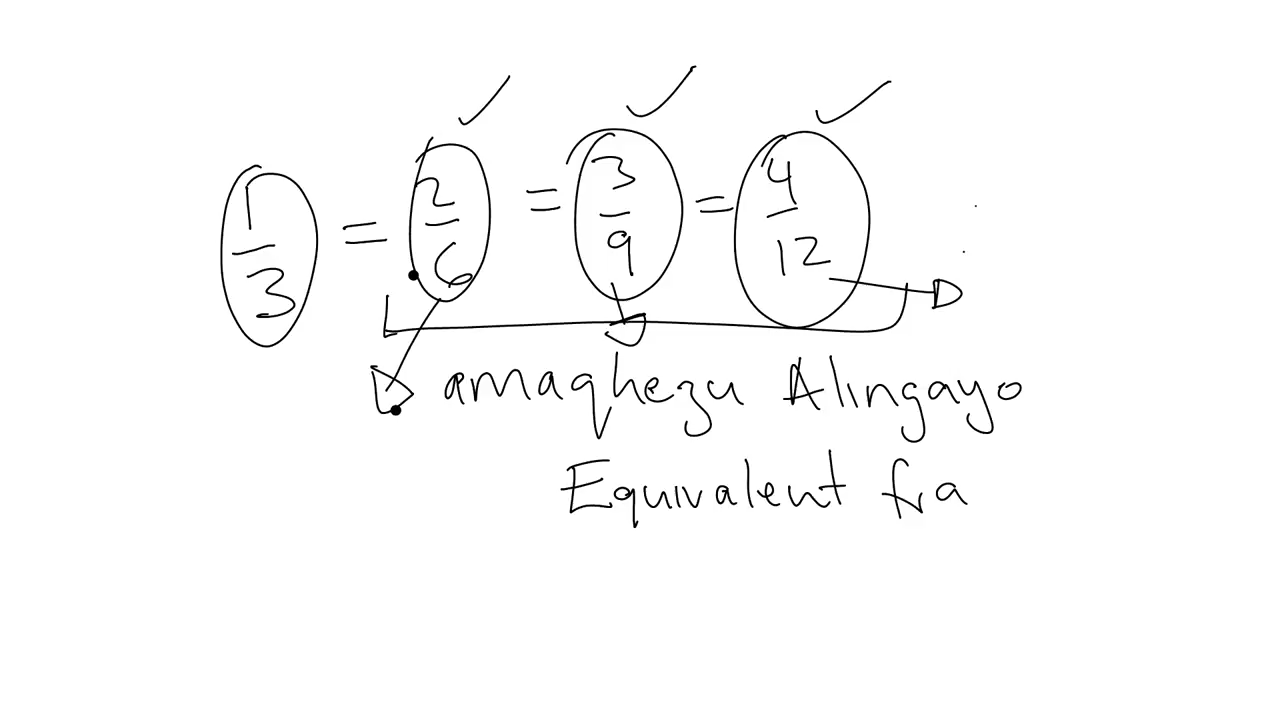 1/3 = 2/6 = 3/9 = 4/12
amaqhezu Alingayo
Equivalent fra